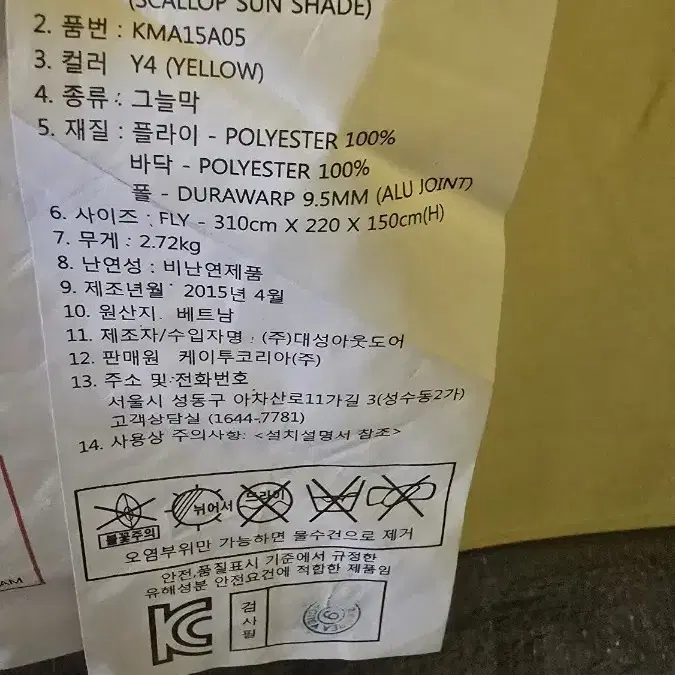 (SCALLOP SUN SHADE)
2. 품번 : KMA15A05
3. 컬러 Y4 (YELLOW)
4. 종류 : 그늘막
5. 재질 : 플라이 - POLYESTER 100%
바닥 - POLYESTER 100%
폴 - DURAWARP 9.5MM (ALU JOINT)
6. 사이즈 : FLY - 310cm X 220 X 150cm(H)
7. 무게 : 2.72kg
8. 난연성 : 비난연제품
9. 제조년월 2015년 4월
10. 원산지. 베트남
11. 제조자/수입자명 : (주)대성아웃도어
12. 판매원 케이투코리아(주)
13. 주소 및 전화번호
서울시 성동구 아차산로11가길 3(성수동2가)
고객상담실 (1644-7781)
14. 사용상 주의사항: <설치설명서 참조>
불꽃주의 뉘어서 드라이
오염부위만 가능하면 물수건으로 제거
안전,품질표시 기준에서 규정한
유해성분 안전요건에 적합한 제품임
KC 검사필
AM